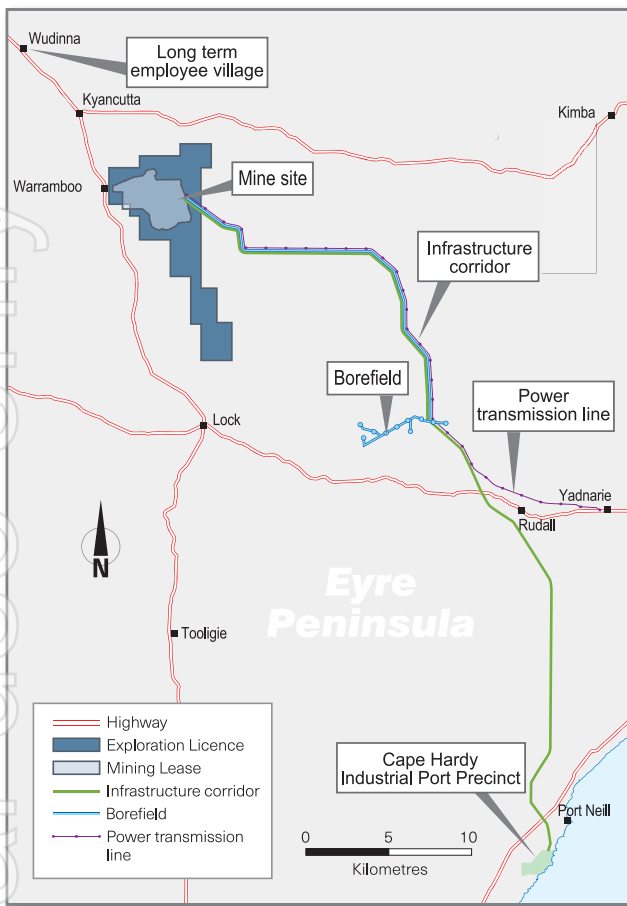 Wudinna
Long term
employee village
Kyancutta
Kimba
Warramboo
Mine site
Infrastructure
corridor
Borefield
Power
transmission line
Lock
Yadnarie
Rudall
N
Eyre
Peninsula
Tooligie
Highway
Exploration Licence
Mining Lease
Infrastructure corridor
Borefield
Power transmission
line
Cape Hardy
Industrial Port Precinct
Port Neill
0 5 10
Kilometres